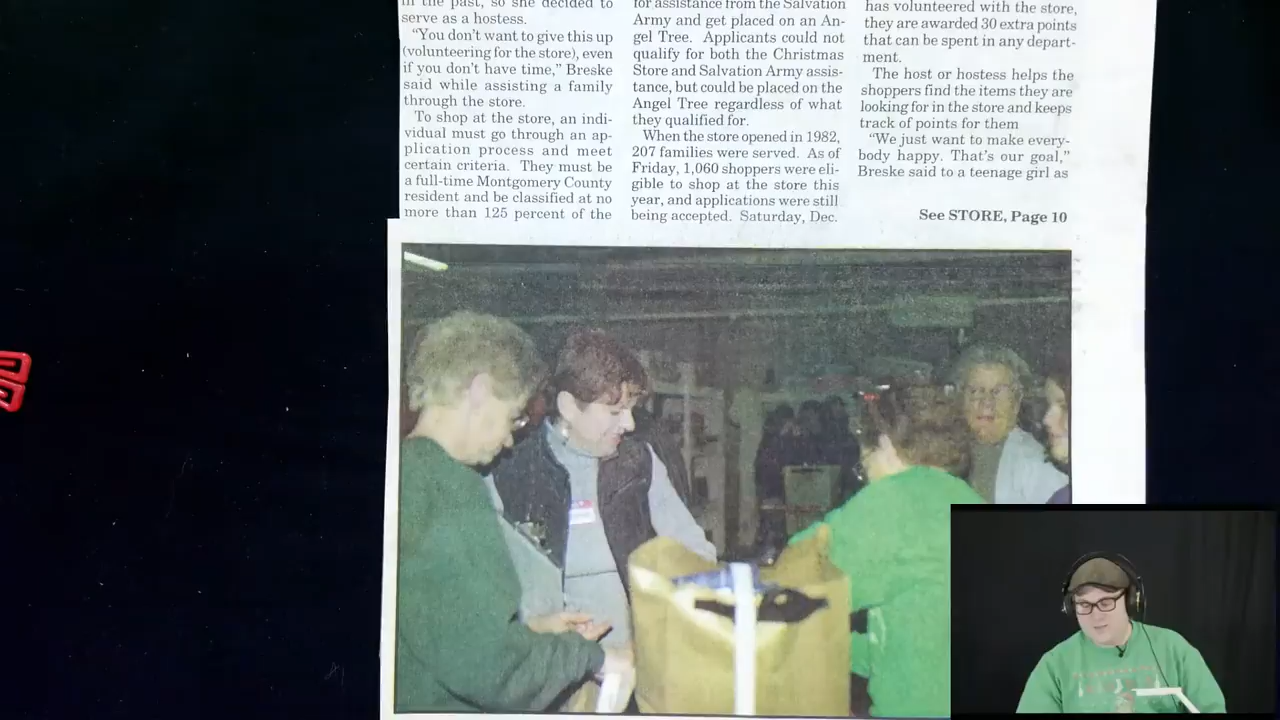 in the past, so she decided to
serve as a hostess.
“You don’t want to give this up
(volunteering for the store), even
if you don’t have time,” Breske
said while assisting a family
through the store.
To shop at the store, an indi-
vidual must go through an ap-
plication process and meet
certain criteria. They must be
a full-time Montgomery County
resident and be classified at no
more than 125 percent of the
for assistance from the Salvation
Army and get placed on an An-
gel Tree. Applicants could not
qualify for both the Christmas
Store and Salvation Army assis-
tance, but could be placed on the
Angel Tree regardless of what
they qualified for.
When the store opened in 1982,
207 families were served. As of
Friday, 1,060 shoppers were eli-
gible to shop at the store this
year, and applications were still
being accepted. Saturday, Dec.
has volunteered with the store,
they are awarded 30 extra points
that can be spent in any depart-
ment.
The host or hostess helps the
shoppers find the items they are
looking for in the store and keeps
track of points for them
“We just want to make every-
body happy. That’s our goal,”
Breske said to a teenage girl as
See STORE, Page 10